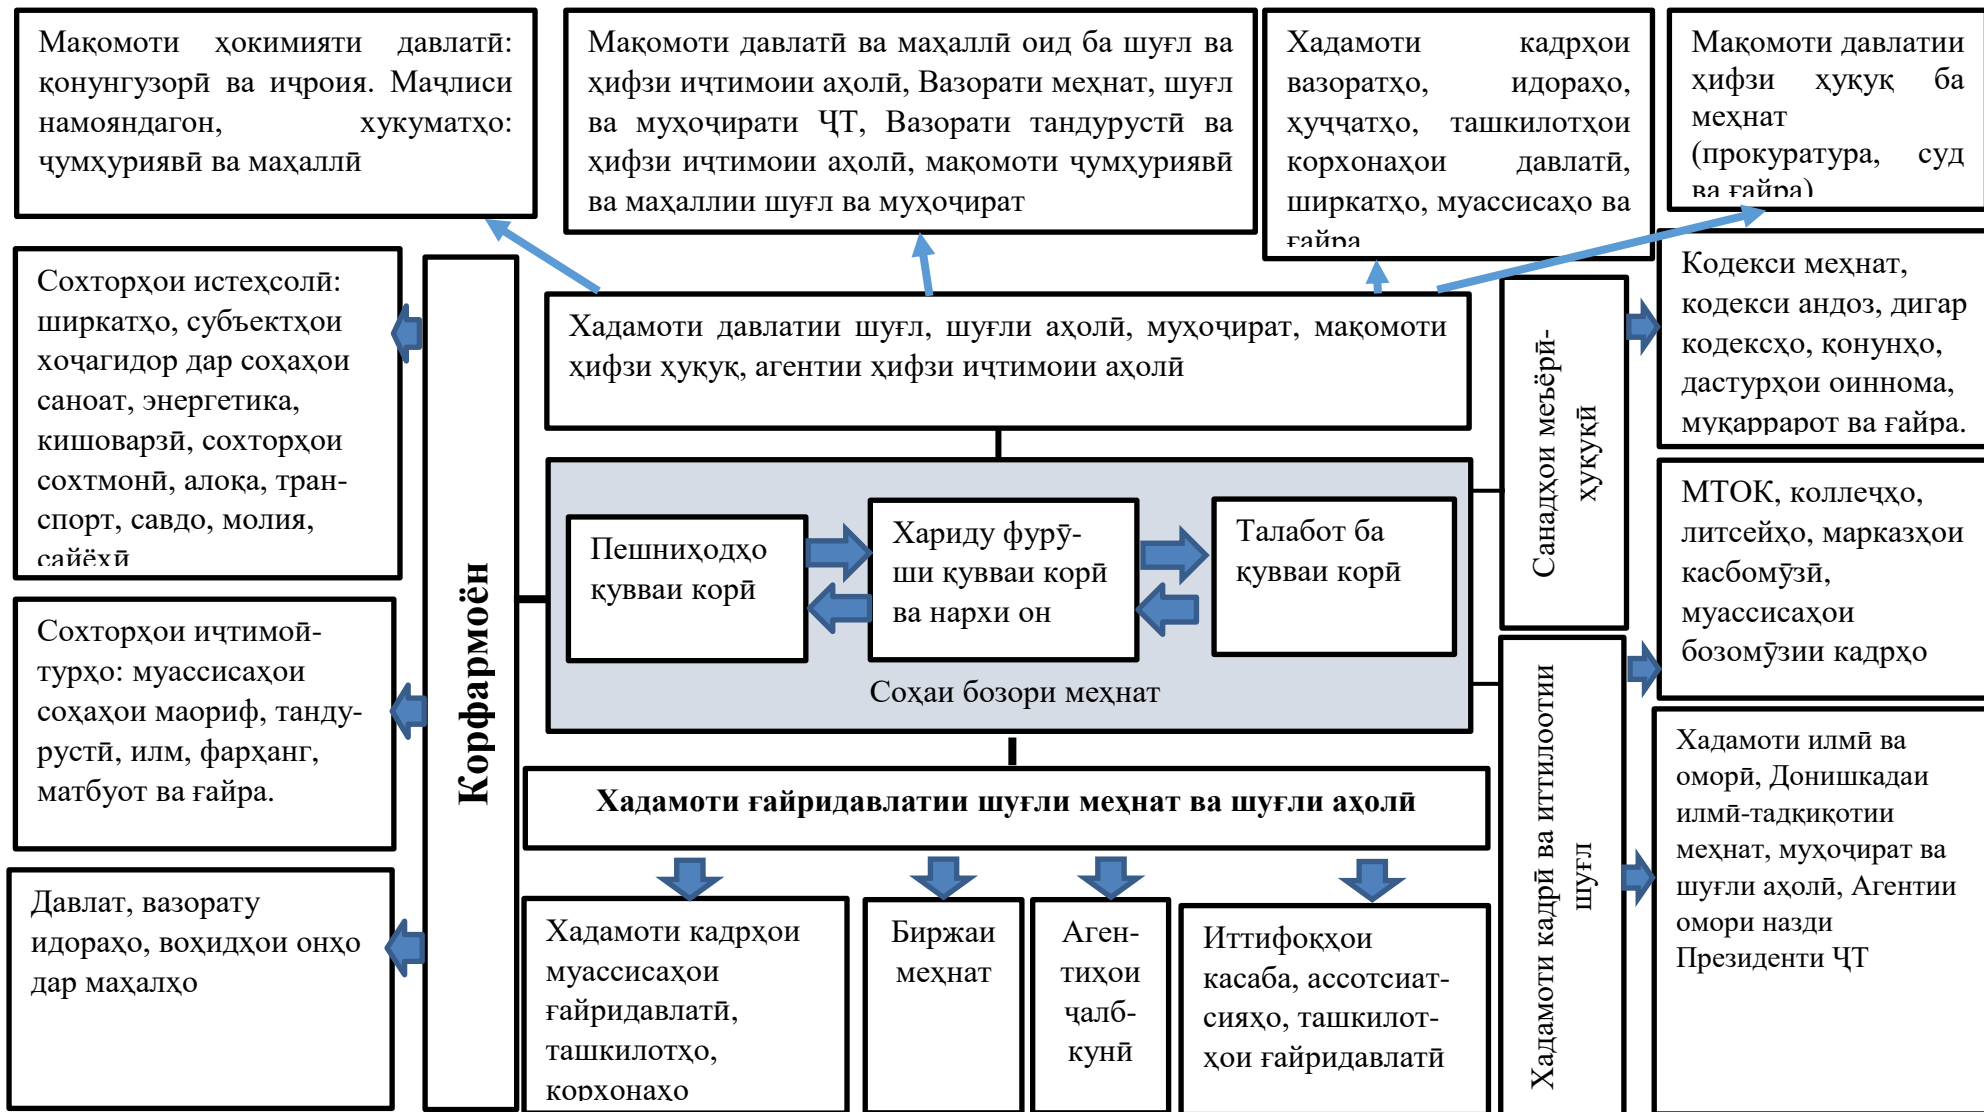 Мақомоти ҳокимияти давлатӣ:
қонунгузорӣ ва иҷроия. Маҷлиси
намояндагон, хукуматҳо:
ҷумҳуриявӣ ва маҳаллӣ
Мақомоти давлатӣ ва маҳаллӣ оид ба шуғл ва
ҳифзи иҷтимоии аҳолӣ, Вазорати меҳнат, шуғл
ва муҳоҷирати ҶТ, Вазорати тандурустӣ ва
ҳифзи иҷтимоии аҳолӣ, мақомоти ҷумҳуриявӣ
ва маҳаллии шуғл ва муҳоҷират
Хадамоти кадрҳои
вазоратҳо, идораҳо,
ҳуҷҷатҳо, ташкилотҳои
корхонаҳои давлатӣ,
ширкатҳо, муассисаҳо ва
ғайра
Мақомоти давлатии
ҳифзи ҳуқуқ ба
меҳнат
(прокуратура, суд
ва ғайра)
Сохторҳои истеҳсолӣ:
ширкатҳо, субъектҳои
хоҷагидор дар соҳаҳои
саноат, энергетика,
кишоварзӣ, сохторҳои
сохтмонӣ, алоқа, тран-
спорт, савдо, молия,
сайёҳӣ
Сохторҳои иҷтимоӣ-
турҳо: муассисаҳои
соҳаҳои маориф, танду-
рустӣ, илм, фарҳанг,
матбуот ва ғайра.
Давлат, вазорату
идораҳо, воҳидҳои онҳо
дар маҳалҳо
Корфармоён
Хадамоти давлатии шуғл, шуғли аҳолӣ, муҳоҷират, мақомоти
ҳифзи ҳуқуқ, агентии ҳифзи иҷтимоии аҳолӣ
Пешниҳодҳо
қувваи корӣ
Хариду фурӯ-
ши қувваи корӣ
ва нархи он
Талабот ба
қувваи корӣ
Соҳаи бозори меҳнат
Хадамоти ғайридавлатии шуғли меҳнат ва шуғли аҳолӣ
Хадамоти кадрҳои
муассисаҳои
ғайридавлатӣ,
ташкилотҳо,
корхонаҳо
Биржаи
меҳнат
Аген-
тиҳои
ҷалб-
кунӣ
Иттифоқҳои
касаба, ассотсиат-
сияҳо, ташкилот-
ҳои ғайридавлатӣ
Санадҳои меъёрӣ-
ҳуқуқӣ
Хадамоти кадрӣ ва иттилоотии
шуғл
Кодекси меҳнат,
кодекси андоз, дигар
кодексҳо, қонунҳо,
дастурҳои оиннома,
муқаррарот ва ғайра.
МТОК, коллеҷҳо,
литсейҳо, марказҳои
касбомӯзӣ,
муассисаҳои
бозомӯзии кадрҳо
Хадамоти илмӣ ва
оморӣ, Донишкадаи
илмӣ-тадқиқотии
меҳнат, муҳоҷират ва
шуғли аҳолӣ, Агентии
омори назди
Президенти ҶТ